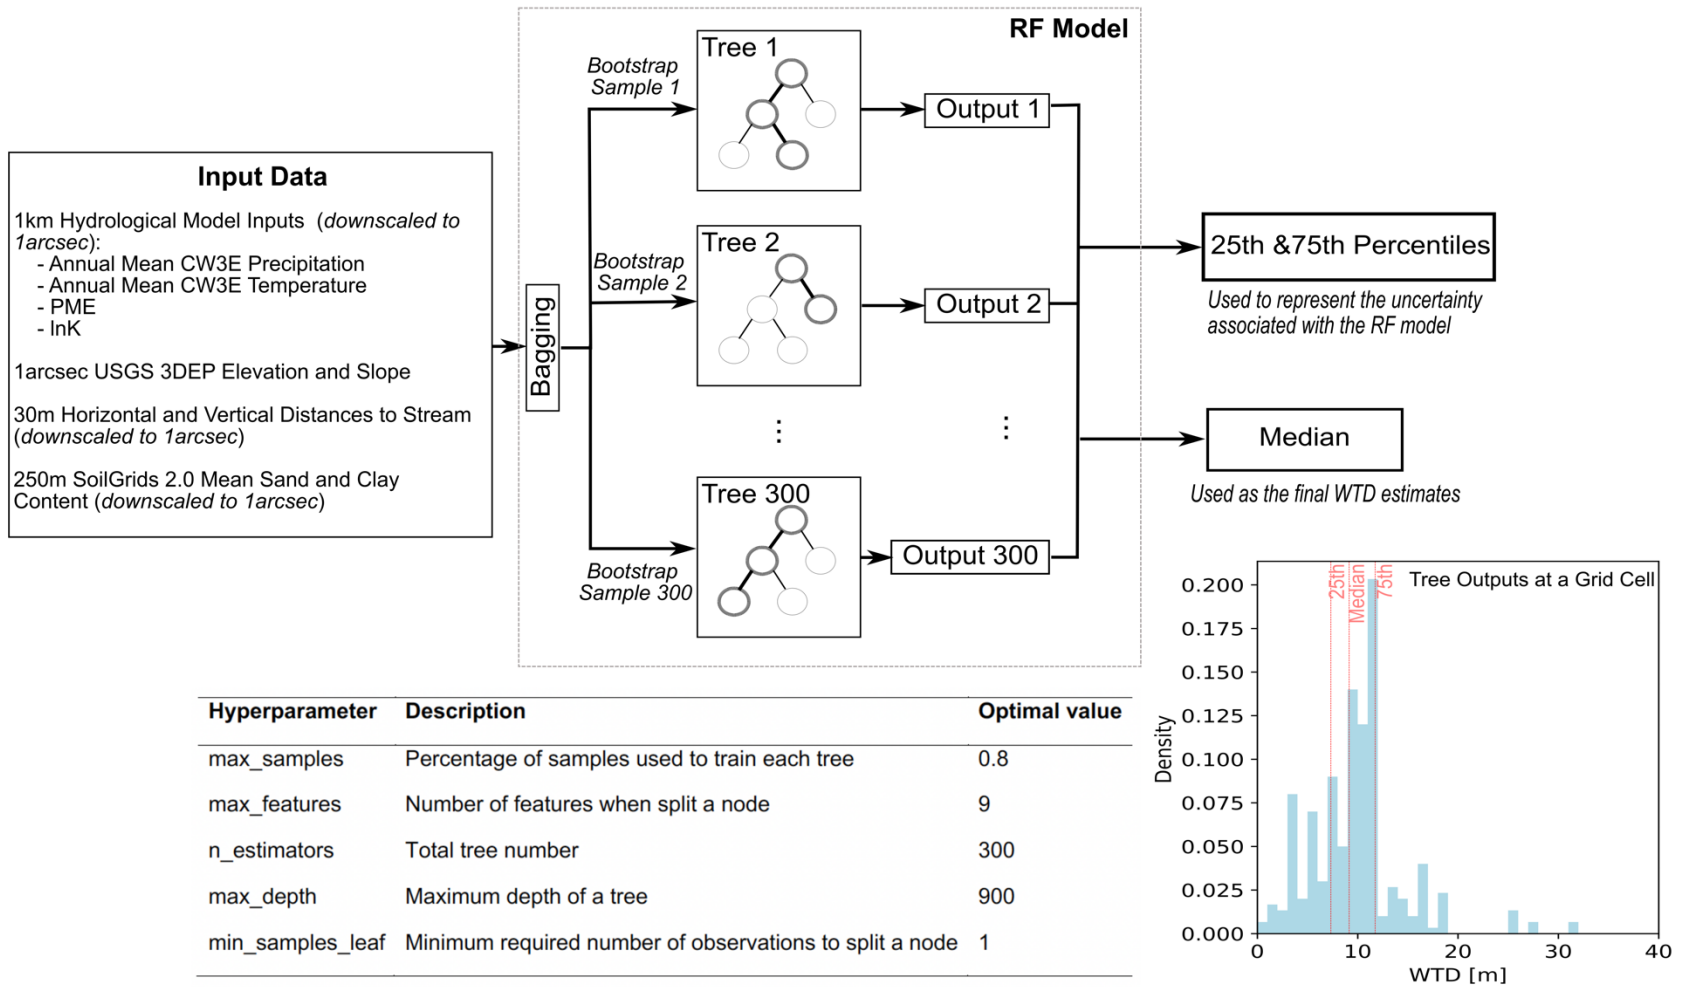 RF Model
Input Data
1km Hydrological Model Inputs (downscaled to
1arcsec):
- Annual Mean CW3E Precipitation
- Annual Mean CW3E Temperature
- PME
- lnK
1arcsec USGS 3DEP Elevation and Slope
30m Horizontal and Vertical Distances to Stream
(downscaled to 1arcsec)
250m SoilGrids 2.0 Mean Sand and Clay
Content (downscaled to 1arcsec)
Bagging
Bootstrap
Sample 1
Tree 1
Output 1
Bootstrap
Sample 2
Tree 2
Output 2
⋮
⋮
Bootstrap
Sample 300
Tree 300
Output 300
25th &75th Percentiles
Used to represent the uncertainty
associated with the RF model
Median
Used as the final WTD estimates
Hyperparameter Description Optimal value
max_samples Percentage of samples used to train each tree 0.8
max_features Number of features when split a node 9
n_estimators Total tree number 300
max_depth Maximum depth of a tree 900
min_samples_leaf Minimum required number of observations to split a node 1
Tree Outputs at a Grid Cell
25th
Median
75th
Density
0.200
0.175
0.150
0.125
0.100
0.075
0.050
0.025
0.000
0 10 20 30 40
WTD [m]